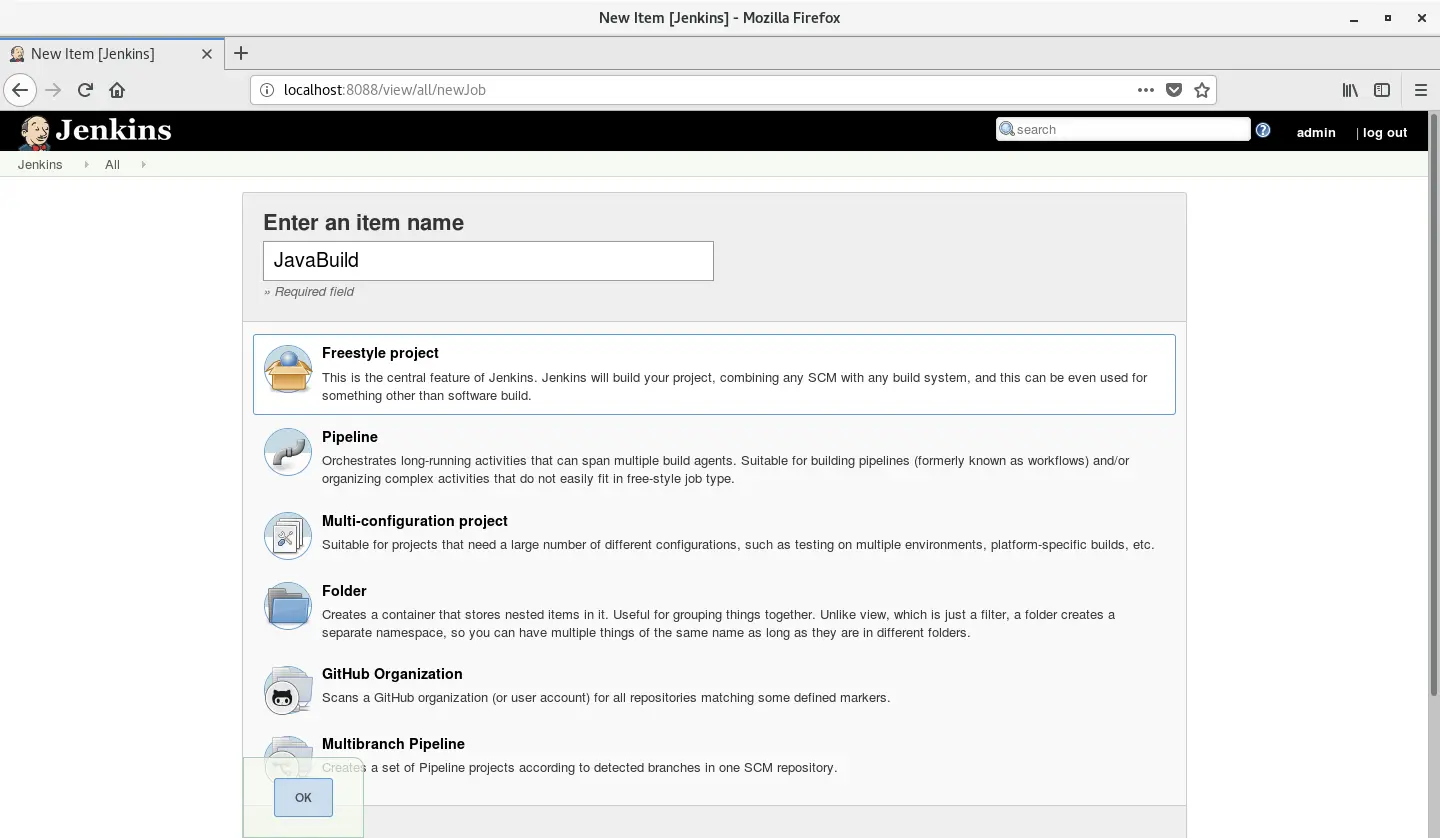 New Item [Jenkins] - Mozilla Firefox
New Item [Jenkins]
localhost:8088/view/all/newJob
Jenkins
search
admin
| log out
Jenkins
All
Enter an item name
JavaBuild
» Required field
Freestyle project
This is the central feature of Jenkins. Jenkins will build your project, combining any SCM with any build system, and this can be even used for
something other than software build.
Pipeline
Orchestrates long-running activities that can span multiple build agents. Suitable for building pipelines (formerly known as workflows) and/or
organizing complex activities that do not easily fit in free-style job type.
Multi-configuration project
Suitable for projects that need a large number of different configurations, such as testing on multiple environments, platform-specific builds, etc.
Folder
Creates a container that stores nested items in it. Useful for grouping things together. Unlike view, which is just a filter, a folder creates a
separate namespace, so you can have multiple things of the same name as long as they are in different folders.
GitHub Organization
Scans a GitHub organization (or user account) for all repositories matching some defined markers.
Multibranch Pipeline
Creates a set of Pipeline projects according to detected branches in one SCM repository.
OK